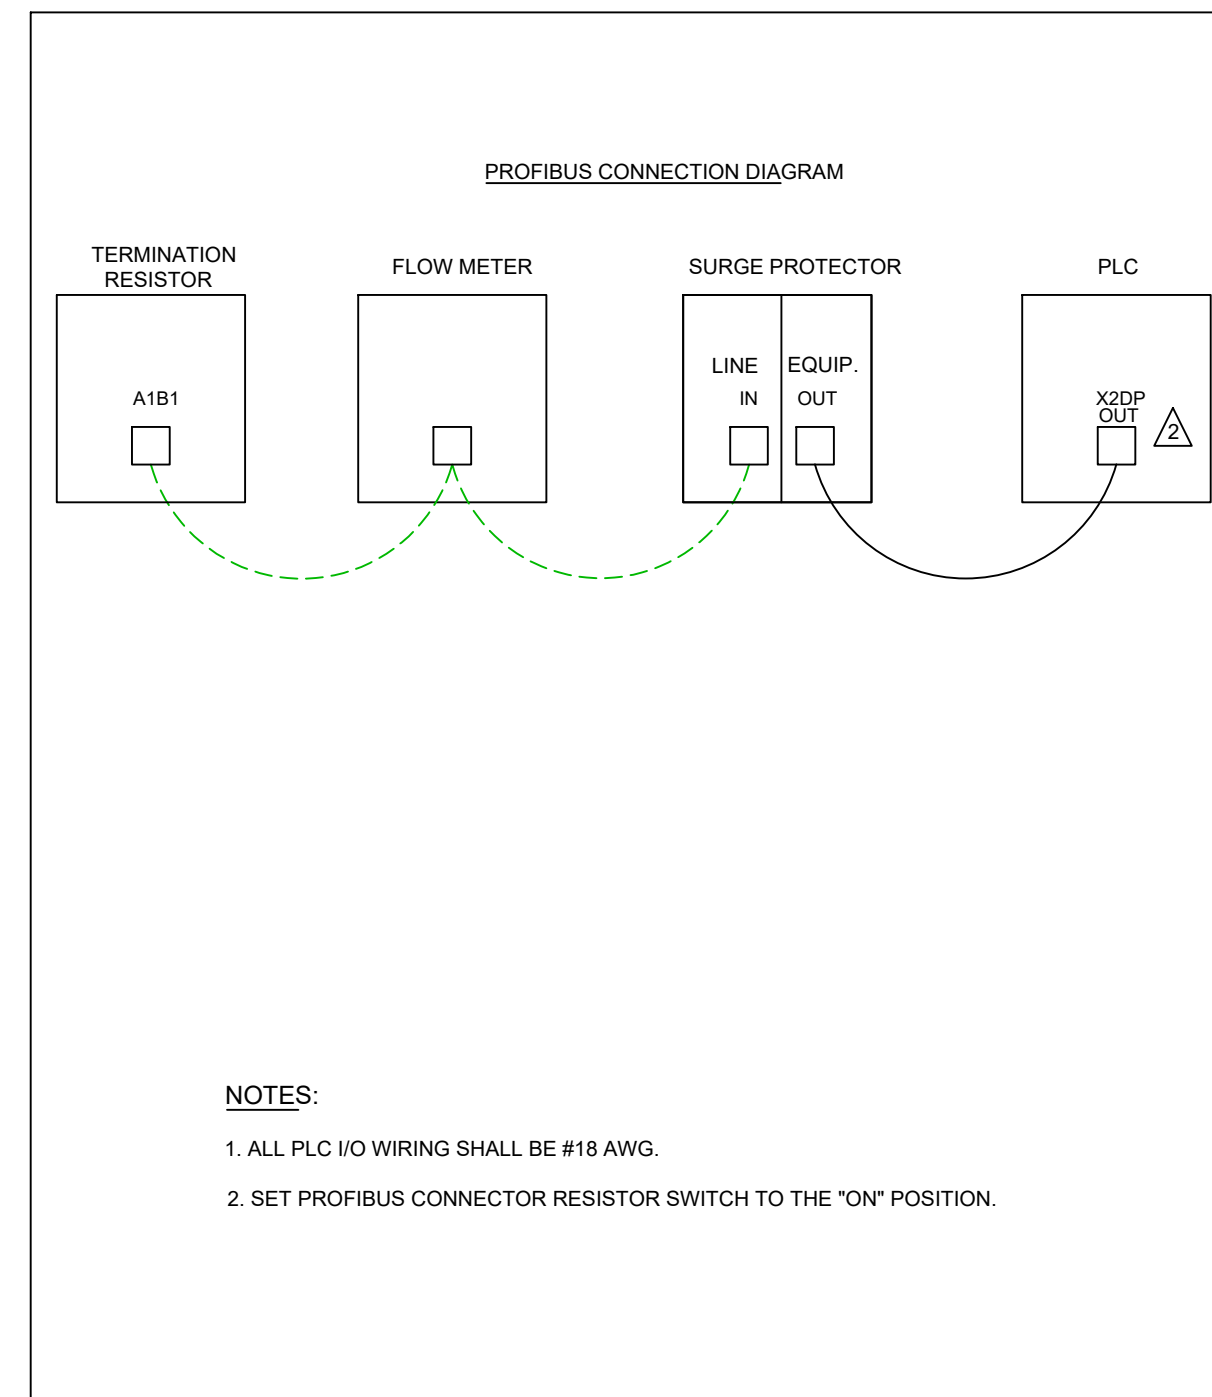 PROFIBUS CONNECTION DIAGRAM
TERMINATION
RESISTOR
FLOW METER
SURGE PROTECTOR
PLC
LINE
EQUIP.
A1B1
IN
OUT
X2DP
OUT
2
NOTES:
1. ALL PLC I/O WIRING SHALL BE #18 AWG.
2. SET PROFIBUS CONNECTOR RESISTOR SWITCH TO THE "ON" POSITION.